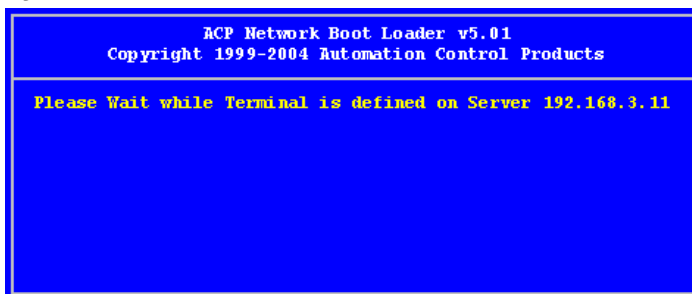 ACP Network Boot Loader v5.01
Copyright 1999-2004 Automation Control Products
Please Wait while Terminal is defined on Server 192.168.3.11